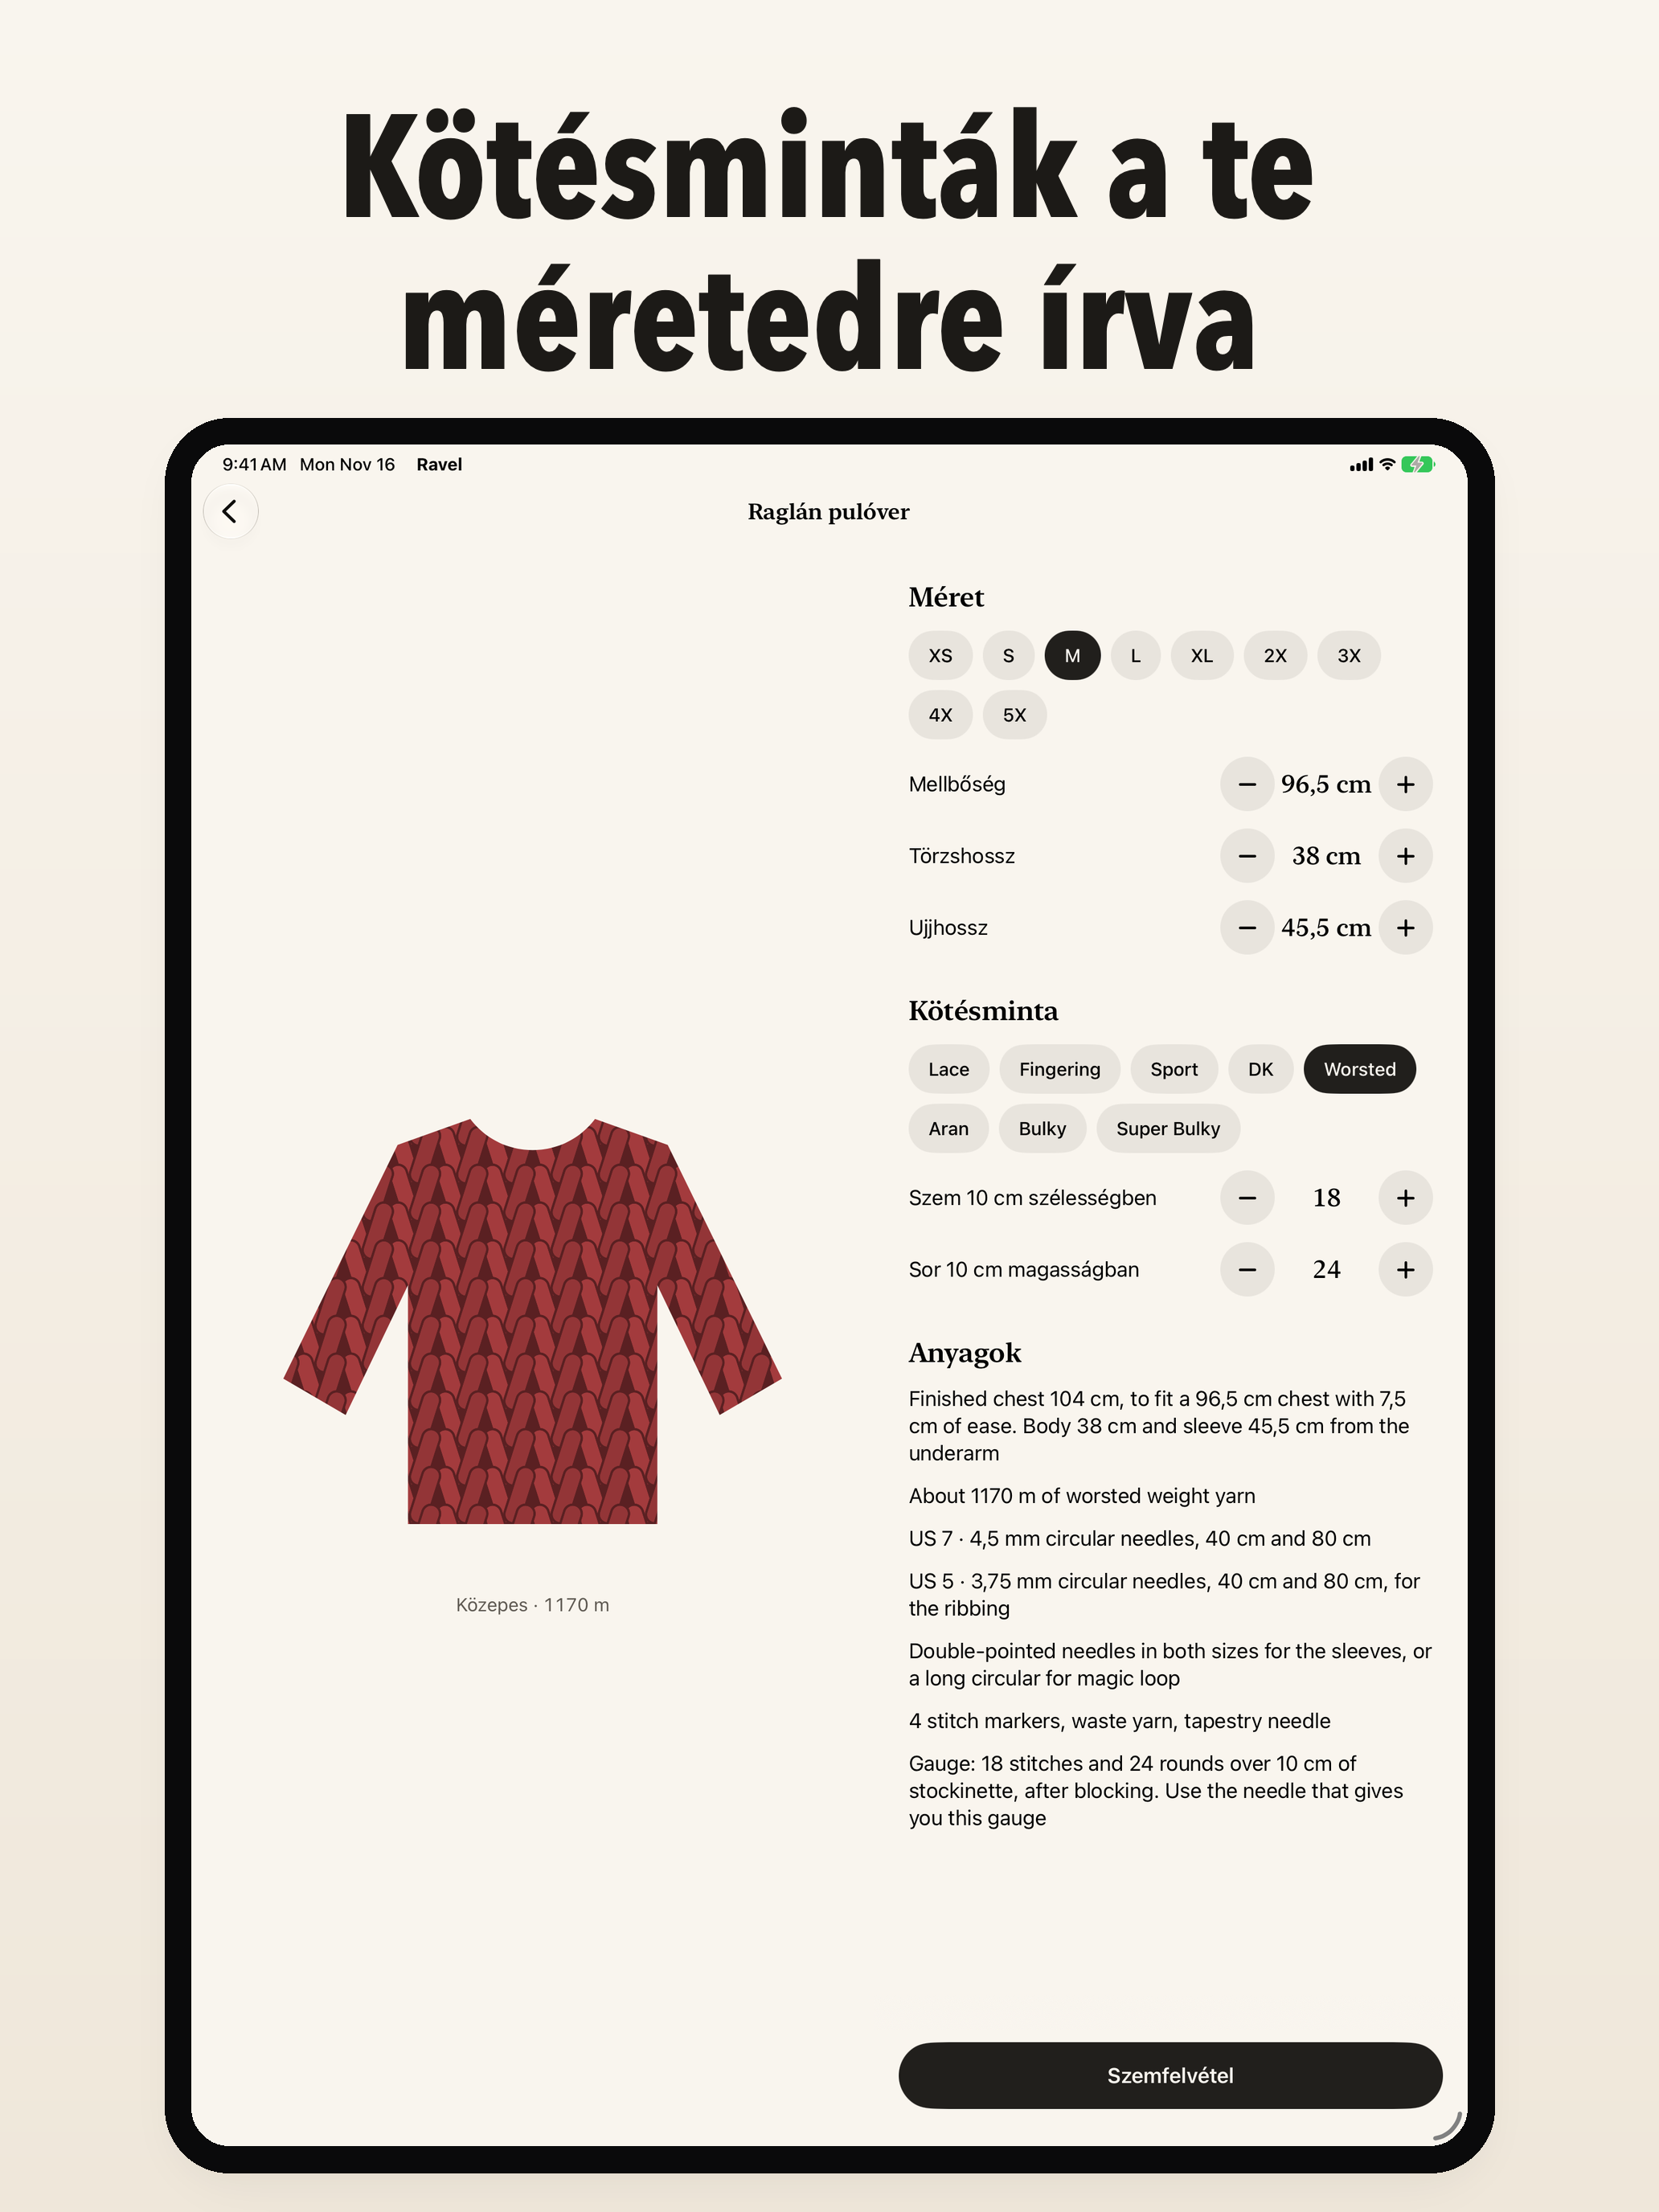 Kötésminták a te
méretedre írva
9:41 AM Mon Nov 16 Ravel
Raglán pulóver
Méret
XS S M L XL 2X 3X
4X 5X
Mellbőség − 96,5 cm +
Törzshossz − 38 cm +
Ujjhossz − 45,5 cm +
Kötésminta
Lace Fingering Sport DK Worsted
Aran Bulky Super Bulky
Szem 10 cm szélességben − 18 +
Sor 10 cm magasságban − 24 +
Anyagok
Finished chest 104 cm, to fit a 96,5 cm chest with 7,5
cm of ease. Body 38 cm and sleeve 45,5 cm from the
underarm
About 1170 m of worsted weight yarn
US 7 · 4,5 mm circular needles, 40 cm and 80 cm
US 5 · 3,75 mm circular needles, 40 cm and 80 cm, for
the ribbing
Double-pointed needles in both sizes for the sleeves, or
a long circular for magic loop
4 stitch markers, waste yarn, tapestry needle
Gauge: 18 stitches and 24 rounds over 10 cm of
stockinette, after blocking. Use the needle that gives
you this gauge
Közepes · 1170 m
Szemfelvétel